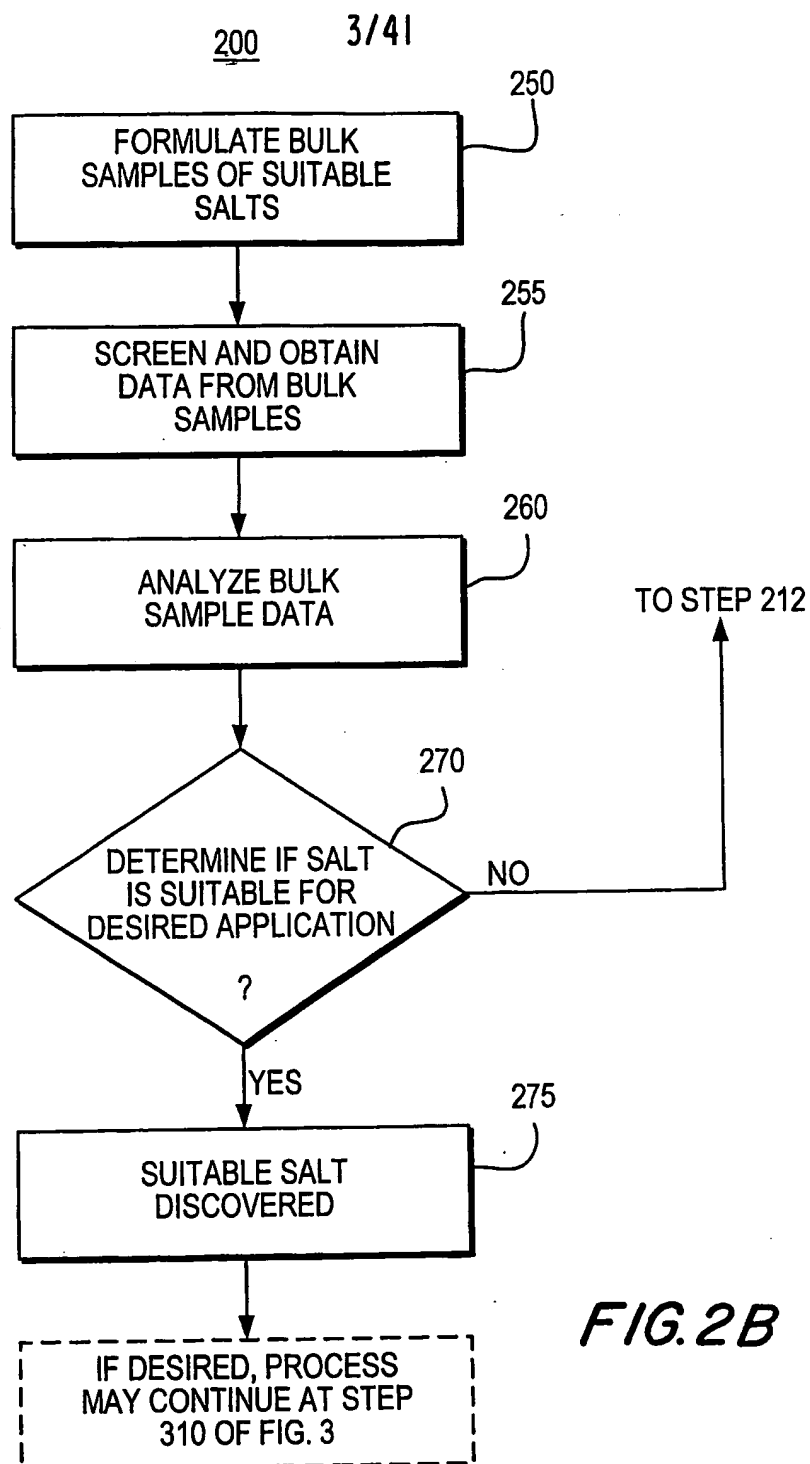 200 3/41
250
FORMULATE BULK
SAMPLES OF SUITABLE
SALTS
255
SCREEN AND OBTAIN
DATA FROM BULK
SAMPLES
260
ANALYZE BULK
SAMPLE DATA
TO STEP 212
270
DETERMINE IF SALT
IS SUITABLE FOR
DESIRED APPLICATION
?
NO
YES
275
SUITABLE SALT
DISCOVERED
IF DESIRED, PROCESS
MAY CONTINUE AT STEP
310 OF FIG. 3
FIG. 2B